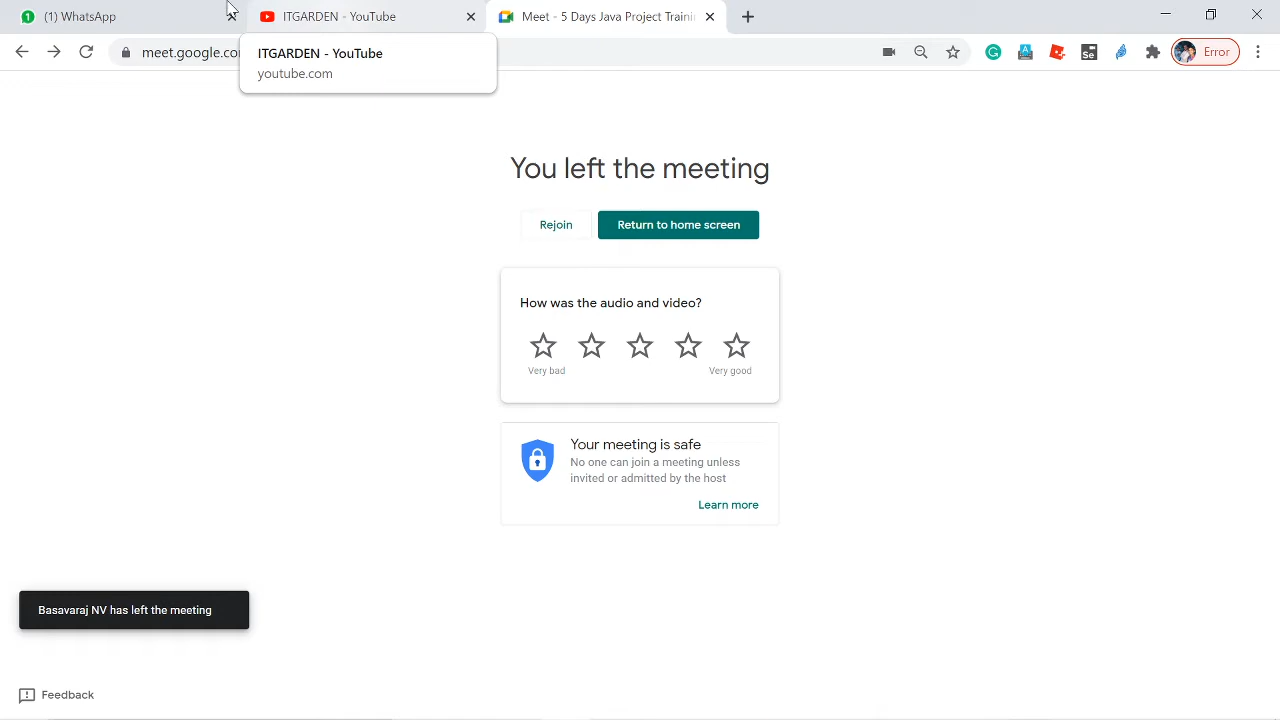 (1) WhatsApp
ITGARDEN - YouTube
Meet - 5 Days Java Project Traini
meet.google.co
Error
ITGARDEN - YouTube
youtube.com
You left the meeting
Rejoin
Return to home screen
How was the audio and video?
Very bad
Very good
Your meeting is safe
No one can join a meeting unless
invited or admitted by the host
Learn more
Basavaraj NV has left the meeting
Feedback